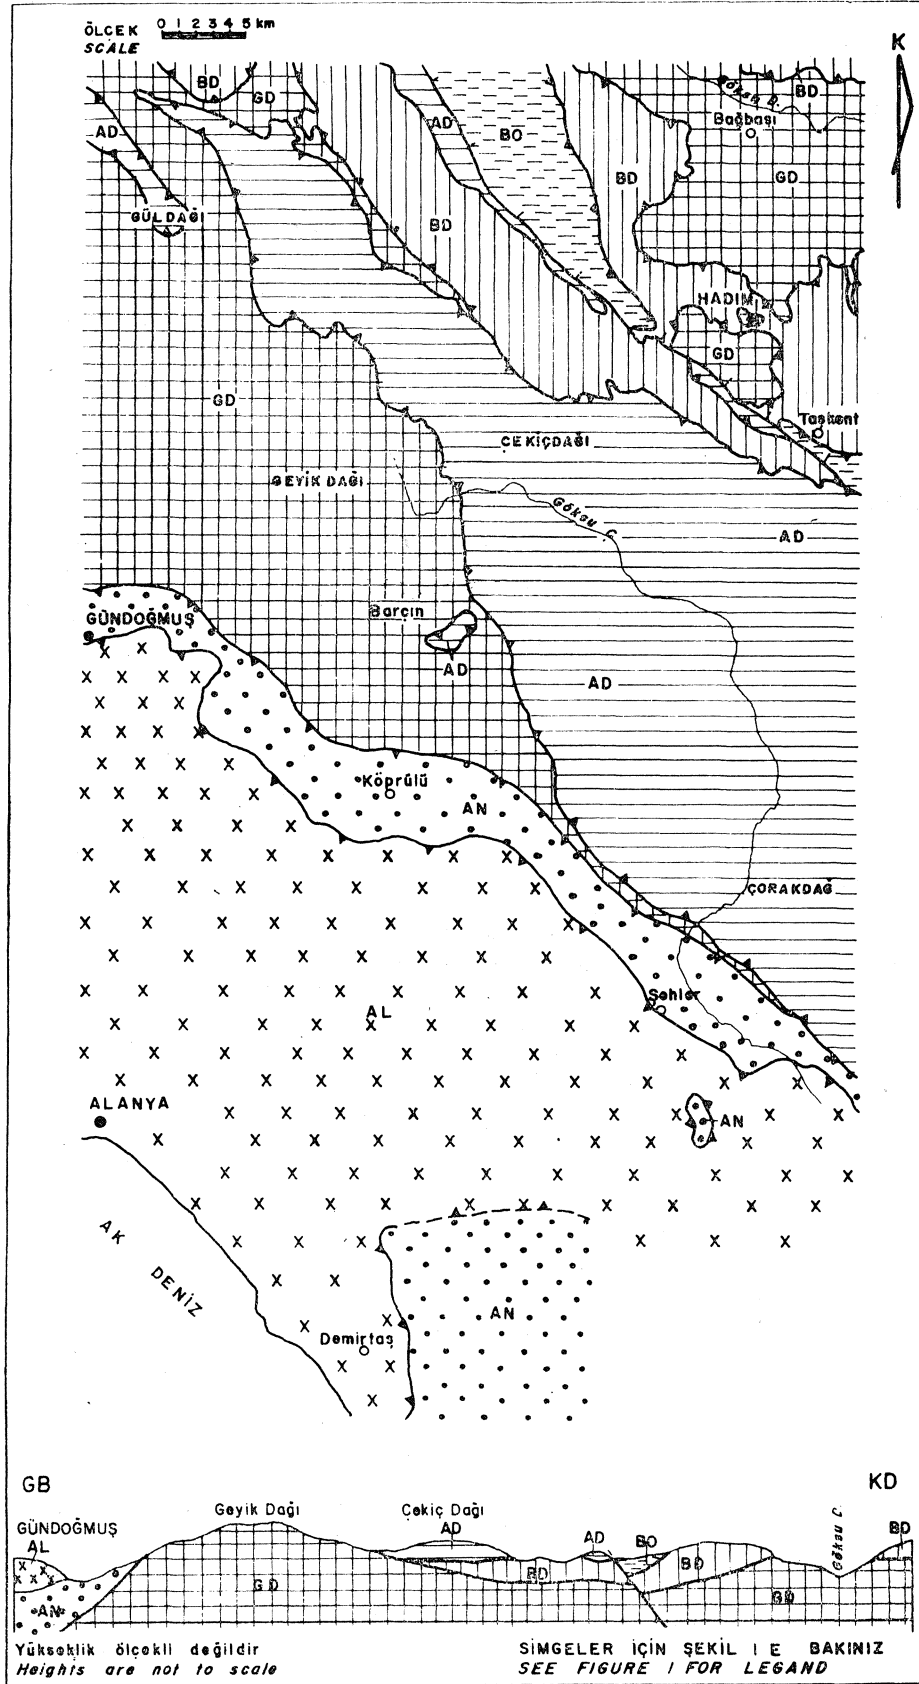 ÖLÇEK 0 1 2 3 4 5 km
SCALE
K
BD
GD
BD
Göksu D.
Bağbaşı
AD
AD
BO
BD
GD
GÜLDAĞI
BD
HADIM
GD
GD
Taşkent
ÇEKİÇDAĞI
GEYİK DAĞI
Göksu Ç.
AD
Barçın
GÜNDOĞMUŞ
AD
AD
Köprülü
AN
ÇORAKDAĞ
Şehler
AL
ALANYA
AN
AK
DENİZ
AN
Demirtaş
GB
KD
Geyik Dağı
Çekiç Dağı
GÜNDOĞMUŞ
AL
AD
AD
BO
Göksu Ç.
BD
BD
BD
GD
GD
AN
Yükseklik ölçekli değildir
Heights are not to scale
SİMGELER İÇİN ŞEKİL 1 E BAKINIZ
SEE FIGURE 1 FOR LEGAND